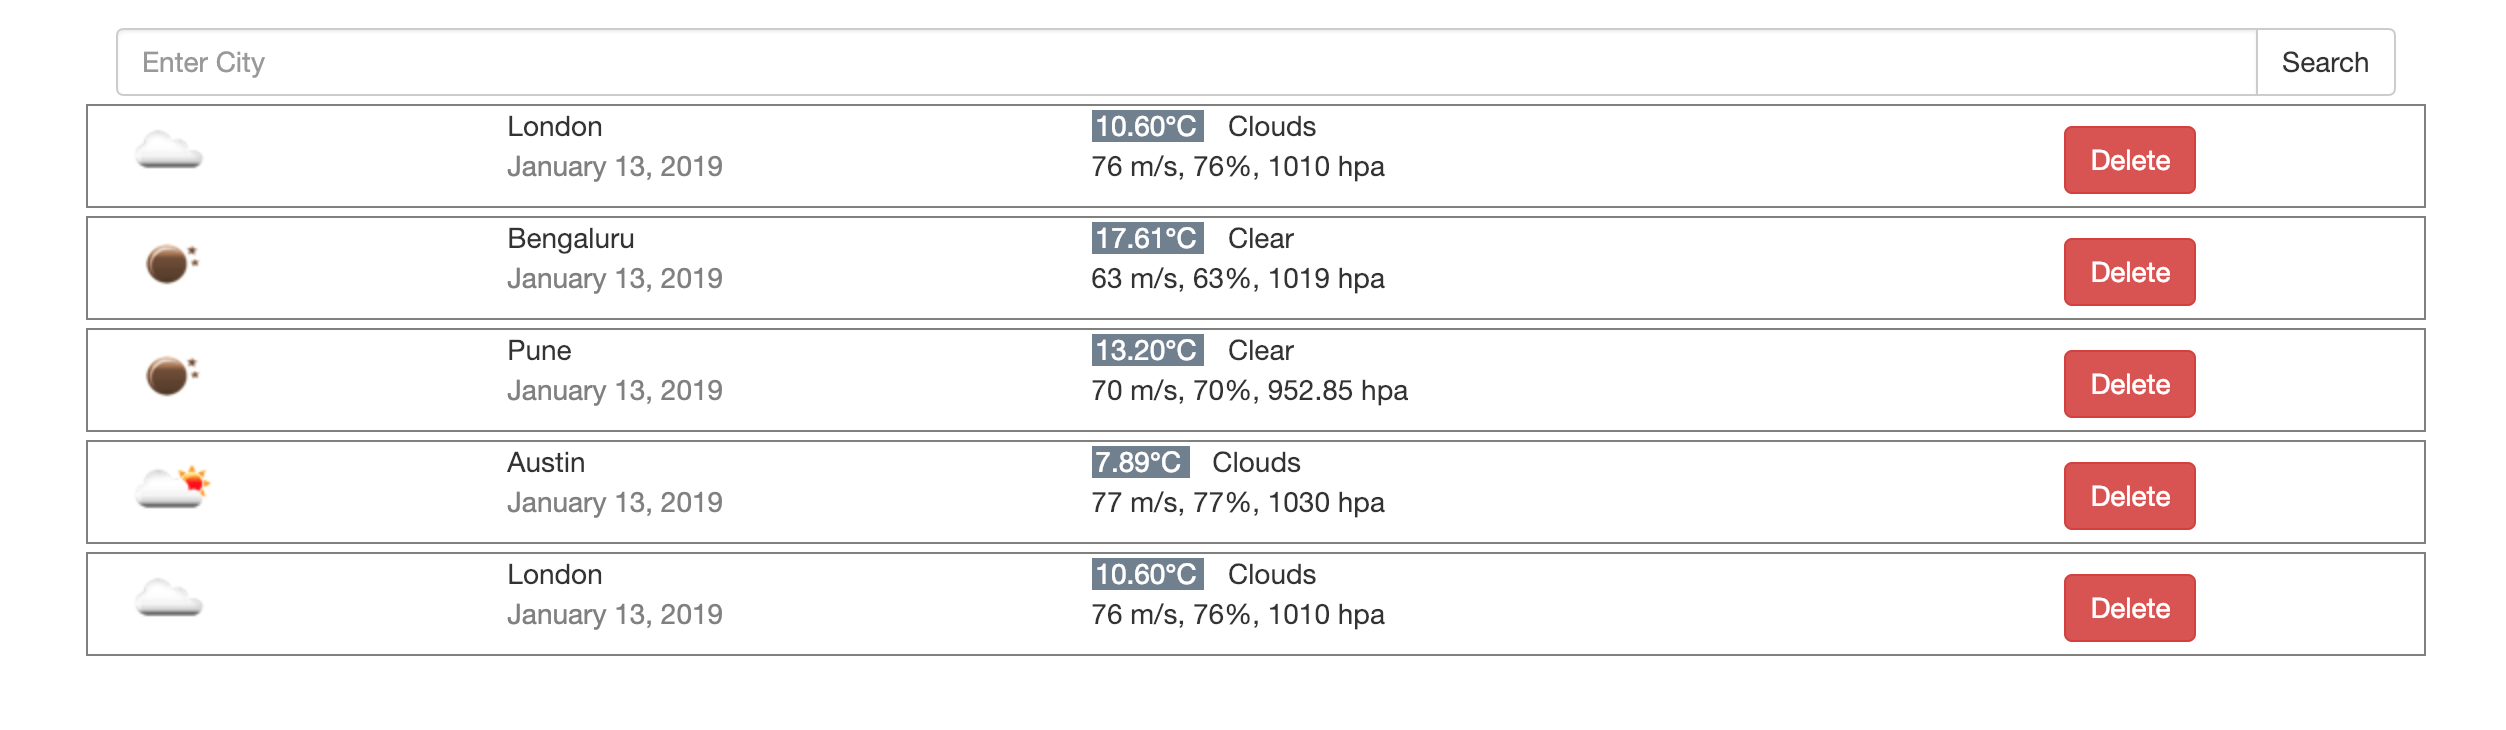 Enter City Search
London 10.60°C Clouds
January 13, 2019 76 m/s, 76%, 1010 hpa Delete
Bengaluru 17.61°C Clear
January 13, 2019 63 m/s, 63%, 1019 hpa Delete
Pune 13.20°C Clear
January 13, 2019 70 m/s, 70%, 952.85 hpa Delete
Austin 7.89°C Clouds
January 13, 2019 77 m/s, 77%, 1030 hpa Delete
London 10.60°C Clouds
January 13, 2019 76 m/s, 76%, 1010 hpa Delete